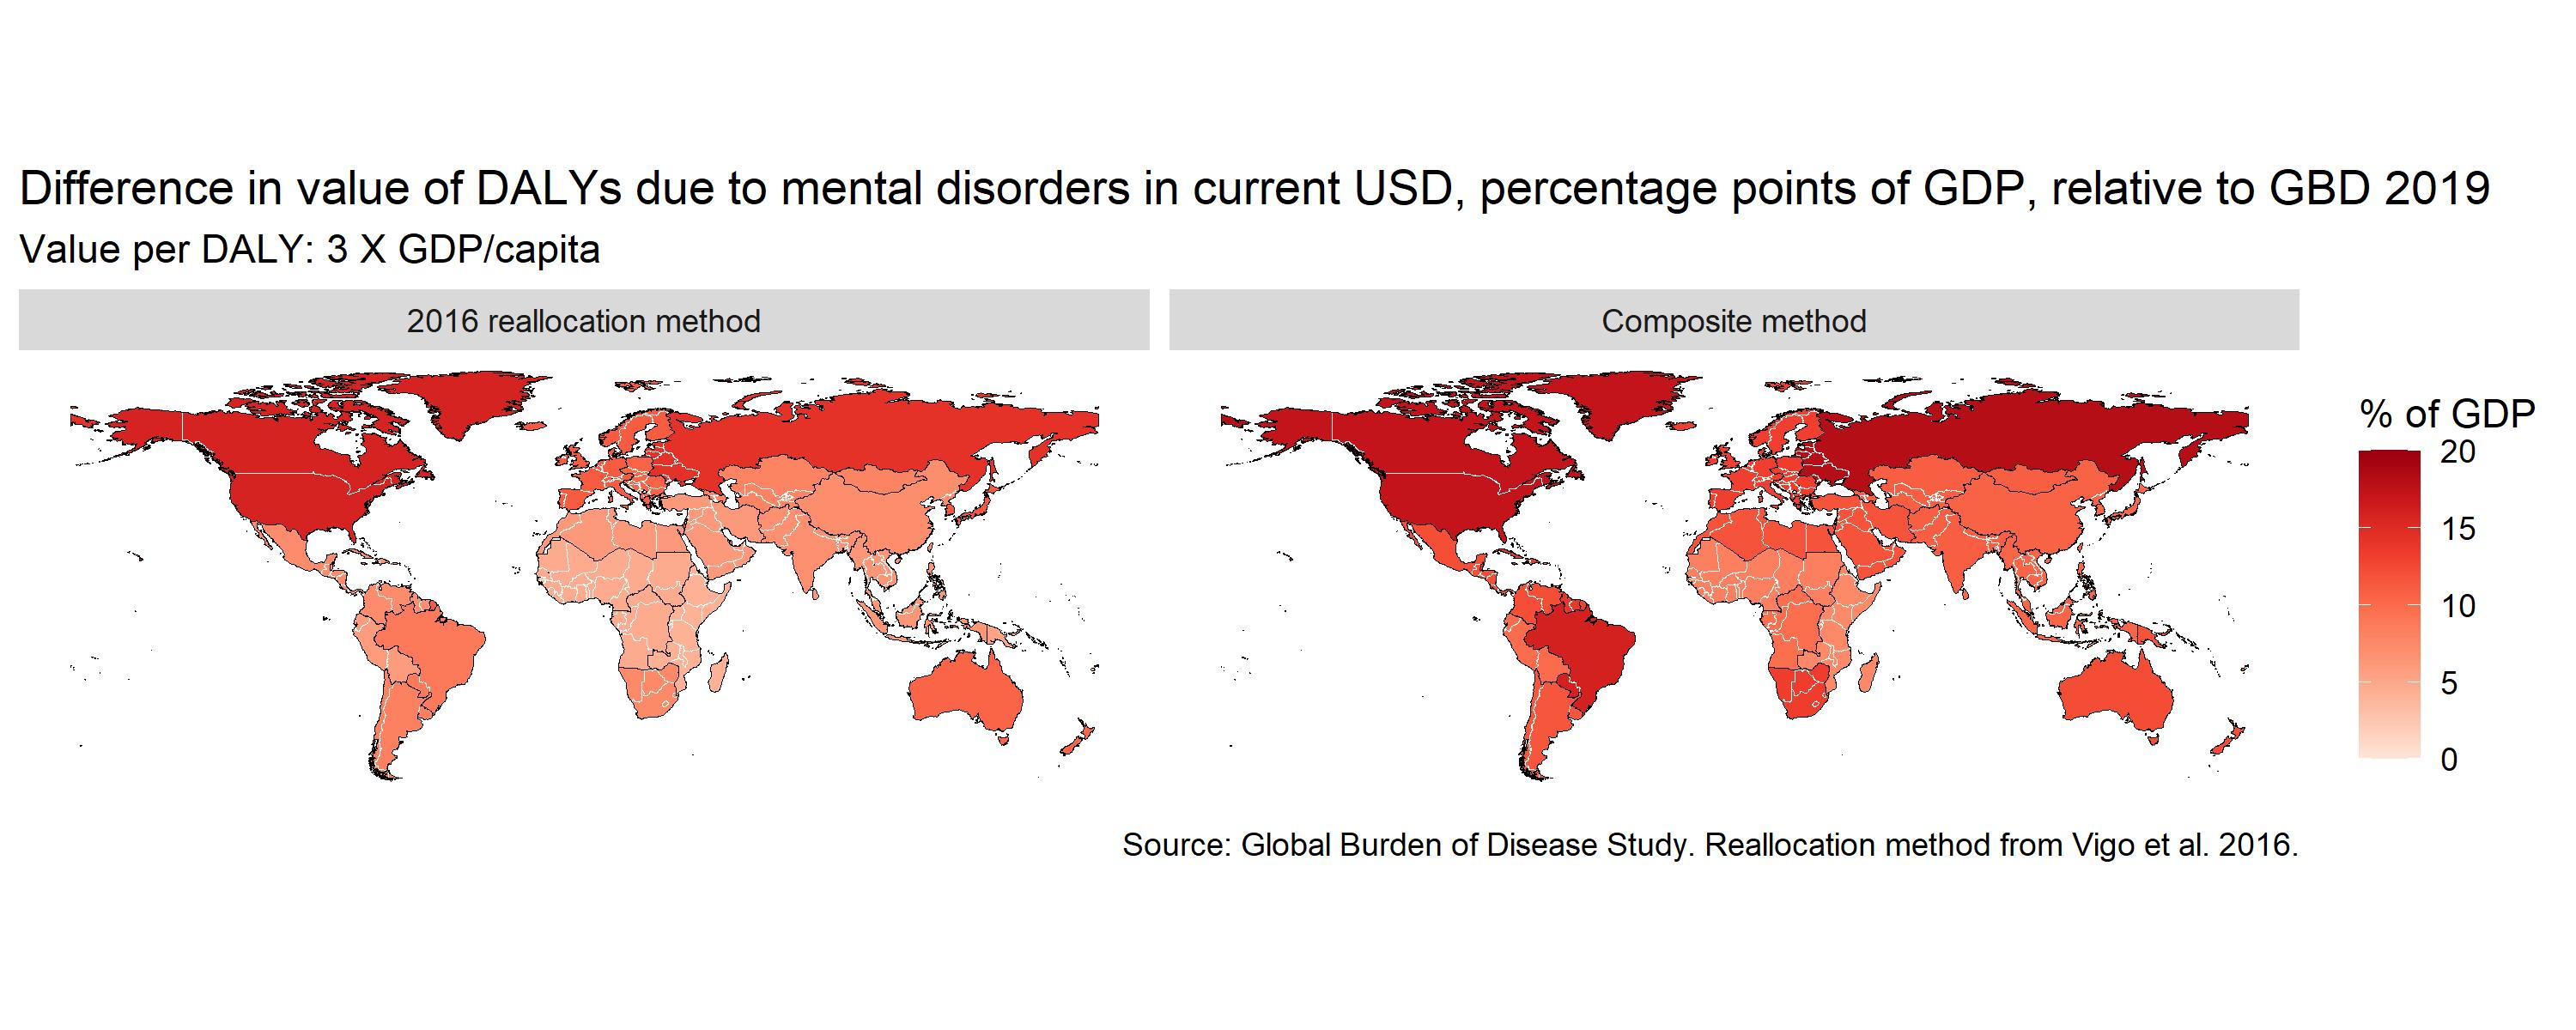 Difference in value of DALYs due to mental disorders in current USD, percentage points of GDP, relative to GBD 2019
Value per DALY: 3 X GDP/capita
2016 reallocation method
Composite method
% of GDP
20
15
10
5
0
Source: Global Burden of Disease Study. Reallocation method from Vigo et al. 2016.